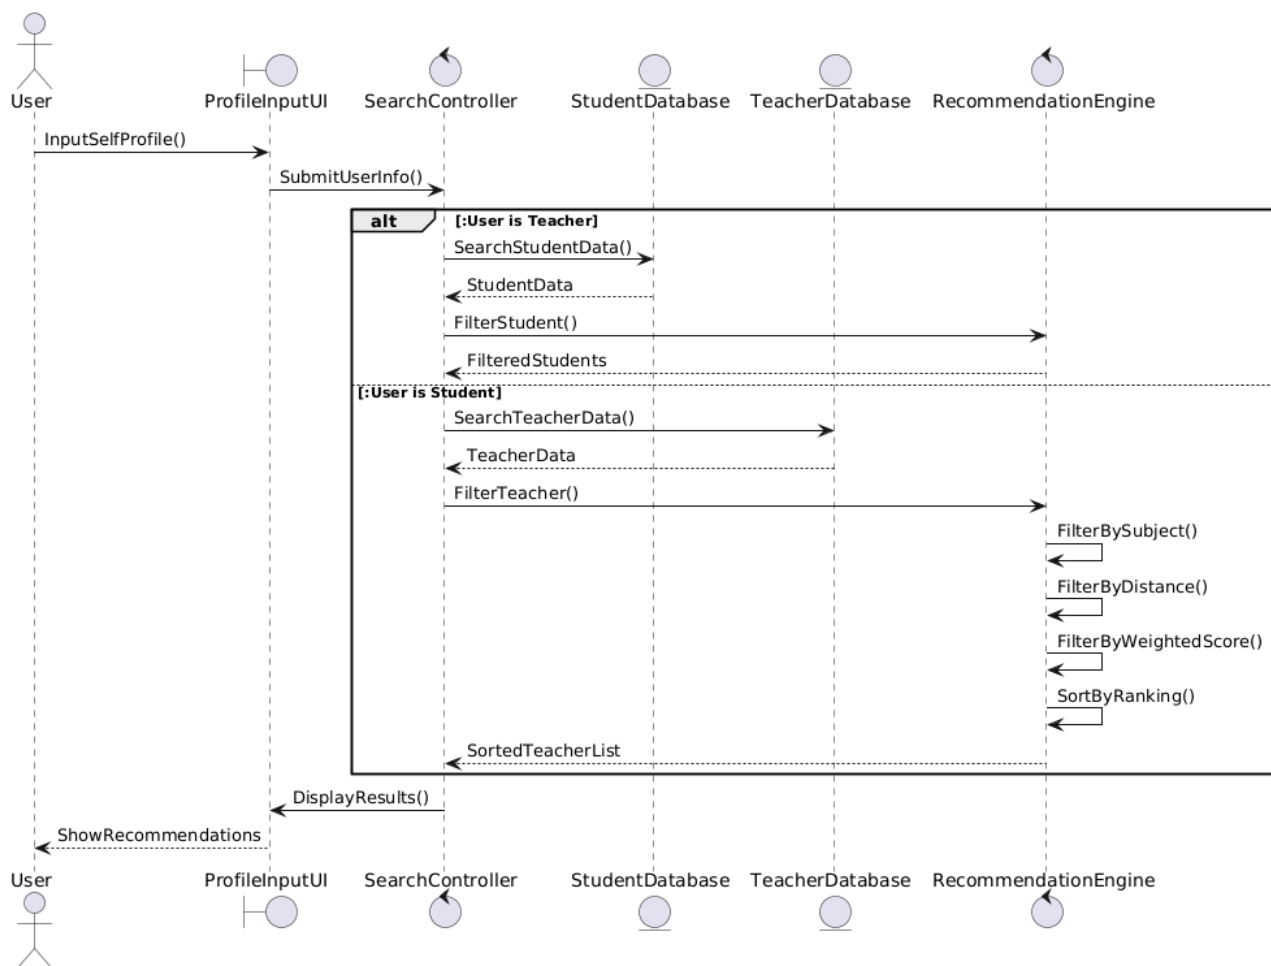 User ProfileInputUI SearchController StudentDatabase TeacherDatabase RecommendationEngine
InputSelfProfile()
SubmitUserInfo()
alt [:User is Teacher]
SearchStudentData()
StudentData
FilterStudent()
FilteredStudents
[:User is Student]
SearchTeacherData()
TeacherData
FilterTeacher()
FilterBySubject()
FilterByDistance()
FilterByWeightedScore()
SortByRanking()
SortedTeacherList
DisplayResults()
ShowRecommendations
User ProfileInputUI SearchController StudentDatabase TeacherDatabase RecommendationEngine